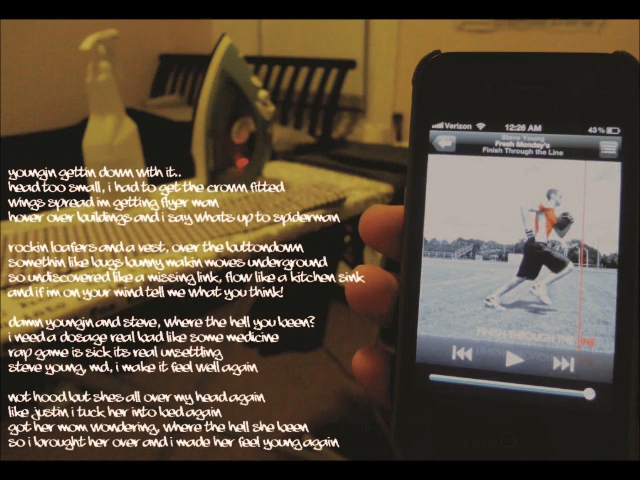 Verizon 12:26 AM 43%
Steve Young
Fresh Monday's
Finish Through the Line
youngin gettin down with it..
head too small, i had to get the crown fitted
wings spread im getting flyer man
hover over buildings and i say whats up to spiderman
rockin loafers and a vest, over the buttondown
somethin like bugs bunny makin moves underground
so undiscovered like a missing link, flow like a kitchen sink
and if im on your mind tell me what you think!
damn youngin and steve, where the hell you been?
i need a dosage real bad like some medicine
rap game is sick its real unsettling
steve young, md, i make it feel well again
not hood but shes all over my head again
like justin i tuck her into bed again
got her mom wondering, where the hell she been
so i brought her over and i made her feel young again